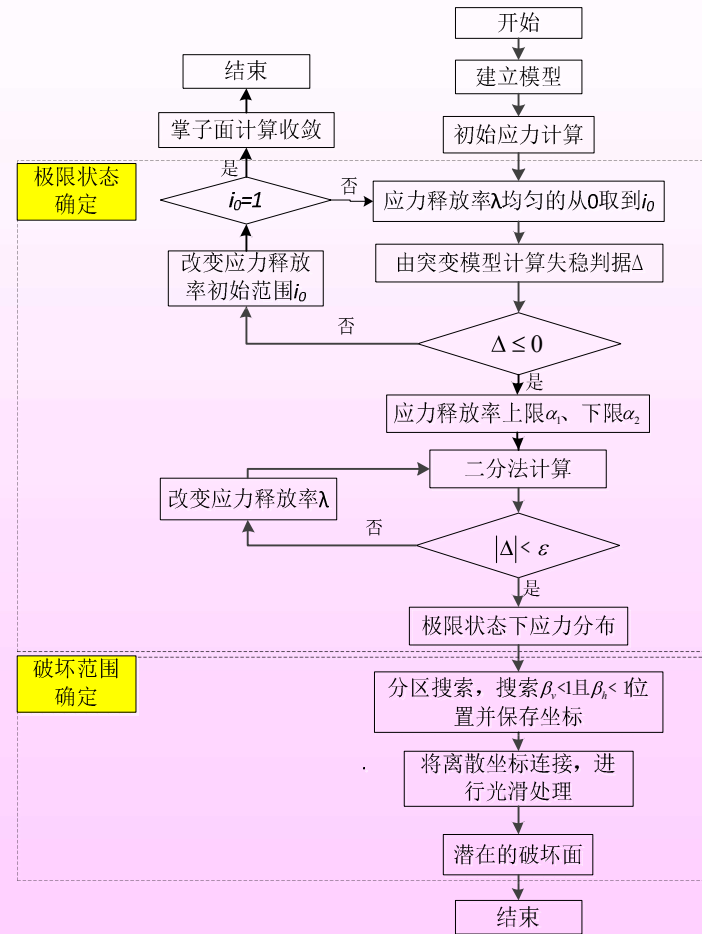 开始
建立模型
初始应力计算
结束
掌子面计算收敛
是
极限状态
确定
i₀=1
否
应力释放率λ均匀的从0取到i₀
改变应力释放
率初始范围i₀
由突变模型计算失稳判据Δ
否
Δ ≤ 0
是
应力释放率上限α₁、下限α₂
二分法计算
改变应力释放率λ
否
|Δ| < ε
是
极限状态下应力分布
破坏范围
确定
分区搜索，搜索βᵥ<1且βₕ< 1位
置并保存坐标
将离散坐标连接，进
行光滑处理
潜在的破坏面
结束